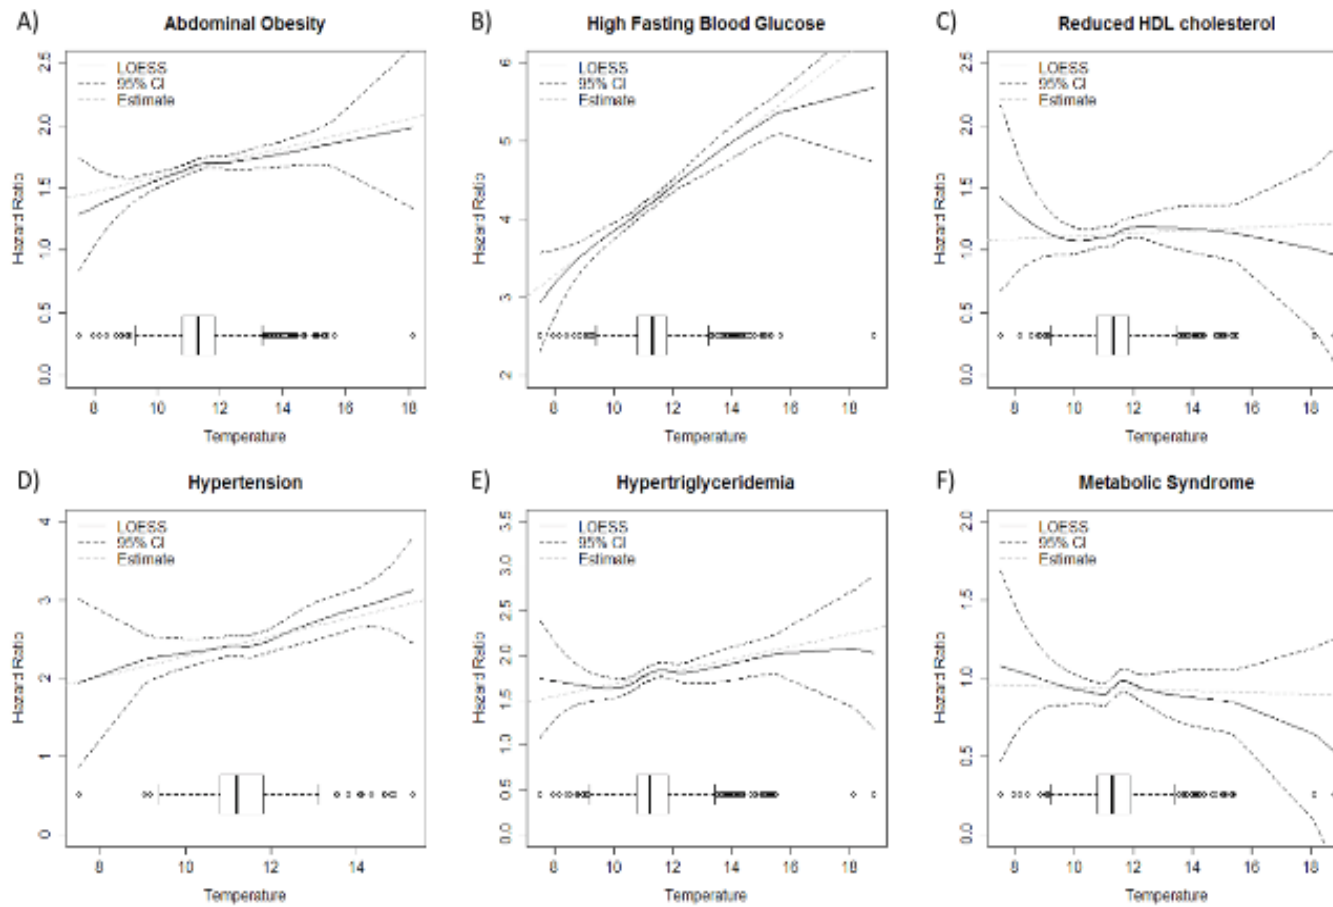 A) Abdominal Obesity
LOESS
95% CI
Estimate
Hazard Ratio
0.0 0.5 1.0 1.5 2.0 2.5
8 10 12 14 16 18
Temperature
B) High Fasting Blood Glucose
LOESS
95% CI
Estimate
Hazard Ratio
2 3 4 5 6
8 10 12 14 16 18
Temperature
C) Reduced HDL cholesterol
LOESS
95% CI
Estimate
Hazard Ratio
0.0 0.5 1.0 1.5 2.0 2.5
8 10 12 14 16 18
Temperature
D) Hypertension
LOESS
95% CI
Estimate
Hazard Ratio
0 1 2 3 4
8 10 12 14
Temperature
E) Hypertriglyceridemia
LOESS
95% CI
Estimate
Hazard Ratio
0.0 0.5 1.0 1.5 2.0 2.5 3.0 3.5
8 10 12 14 16 18
Temperature
F) Metabolic Syndrome
LOESS
95% CI
Estimate
Hazard Ratio
0.0 0.5 1.0 1.5 2.0
8 10 12 14 16 18
Temperature